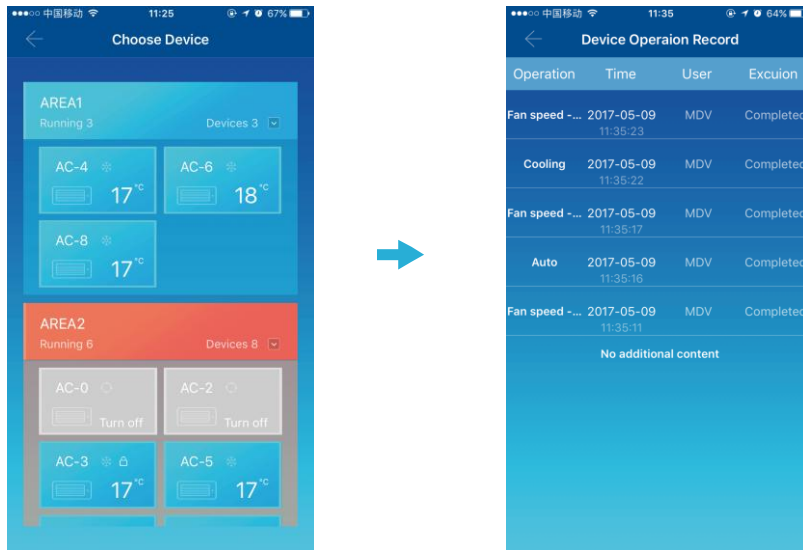 中国移动 11:25 67%
Choose Device
AREA1
Running 3 Devices 3
AC-4 AC-6
17°C 18°C
AC-8
17°C
AREA2
Running 6 Devices 8
AC-0 AC-2
Turn off Turn off
AC-3 AC-5
17°C 17°C
中国移动 11:35 64%
Device Operaion Record
Operation Time User Excuion
Fan speed -... 2017-05-09 MDV Completed
11:35:23
Cooling 2017-05-09 MDV Completed
11:35:22
Fan speed -... 2017-05-09 MDV Completed
11:35:17
Auto 2017-05-09 MDV Completed
11:35:16
Fan speed -... 2017-05-09 MDV Completed
11:35:11
No additional content